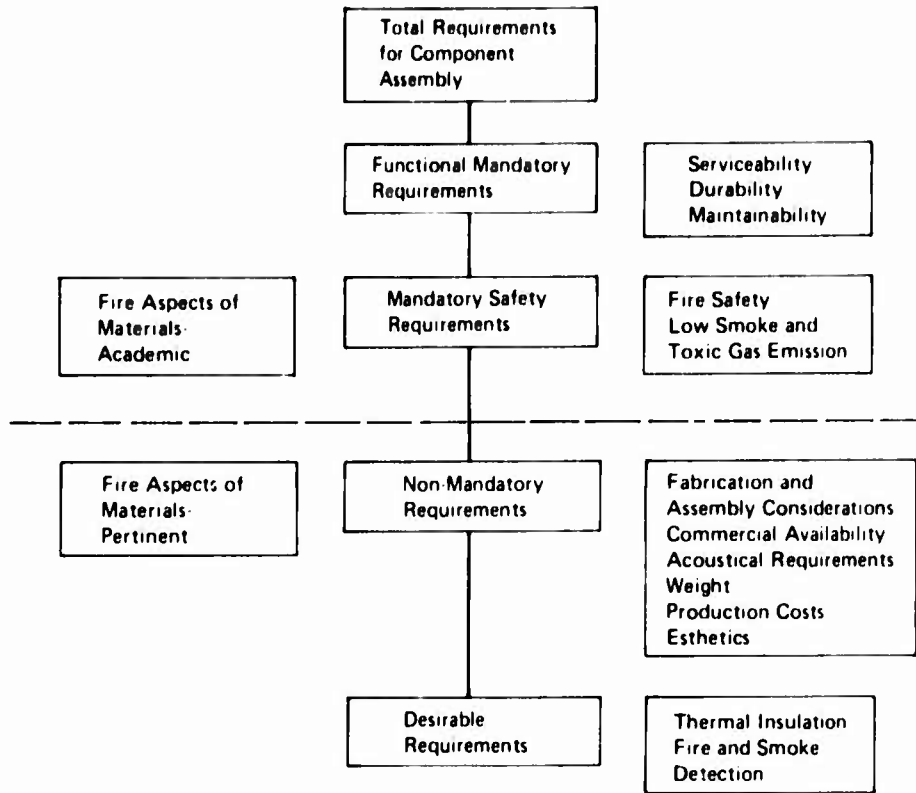 Total Requirements
for Component
Assembly
Functional Mandatory
Requirements
Serviceability
Durability
Maintainability
Fire Aspects of
Materials-
Academic
Mandatory Safety
Requirements
Fire Safety
Low Smoke and
Toxic Gas Emission
Fire Aspects of
Materials-
Pertinent
Non-Mandatory
Requirements
Fabrication and
Assembly Considerations
Commercial Availability
Acoustical Requirements
Weight
Production Costs
Esthetics
Desirable
Requirements
Thermal Insulation
Fire and Smoke
Detection